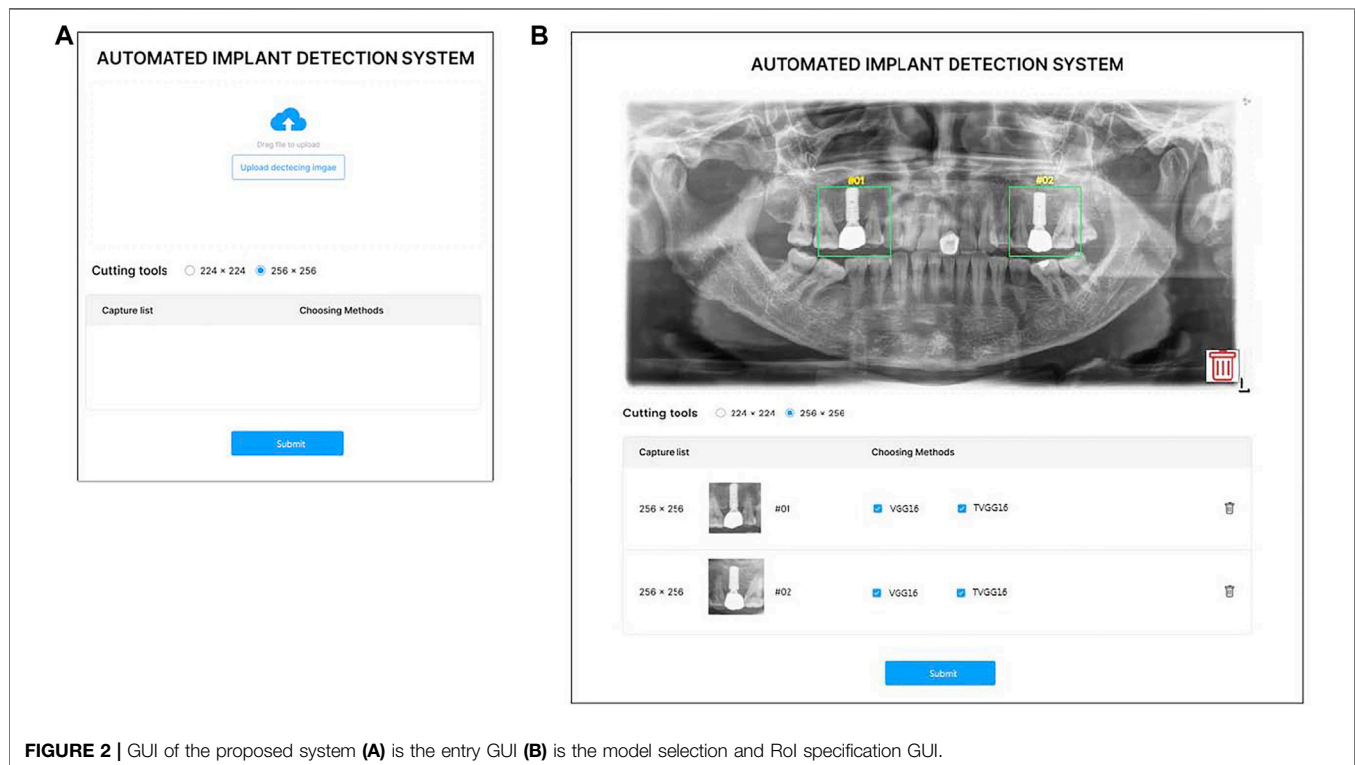 A
AUTOMATED IMPLANT DETECTION SYSTEM
Drag file to upload
Upload dectecing imgae
Cutting tools 224 × 224 256 × 256
Capture list Choosing Methods
Submit
B
AUTOMATED IMPLANT DETECTION SYSTEM
#01 #02
Cutting tools 224 × 224 256 × 256
Capture list Choosing Methods
256 × 256 #01 VGG16 TVGG16
256 × 256 #02 VGG16 TVGG16
Submit
FIGURE 2 | GUI of the proposed system (A) is the entry GUI (B) is the model selection and RoI specification GUI.